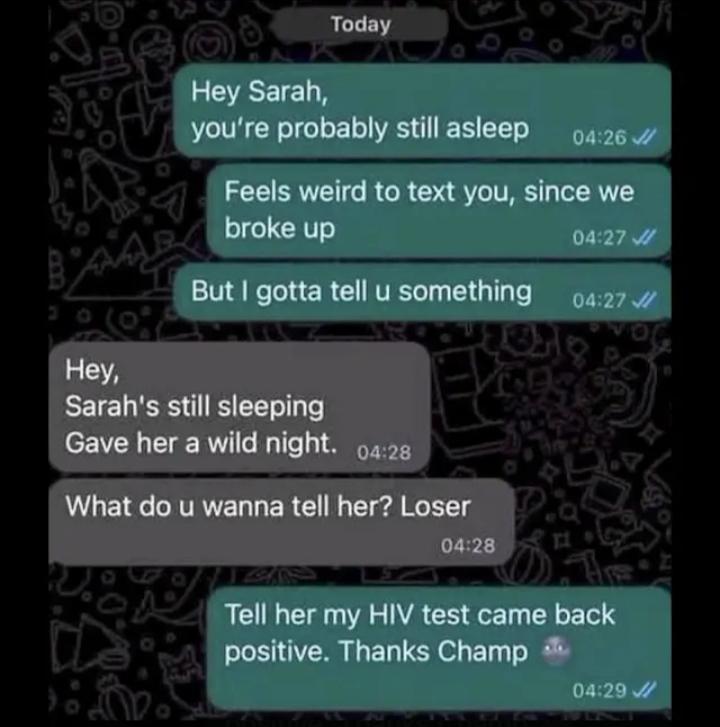 Today
Hey Sarah,
you're probably still asleep
04:26
Feels weird to text you, since we
broke up
04:27
But I gotta tell u something
04:27
Hey,
Sarah's still sleeping
Gave her a wild night.
04:28
What do u wanna tell her? Loser
04:28
Tell her my HIV test came back
positive. Thanks Champ 🌚
04:29